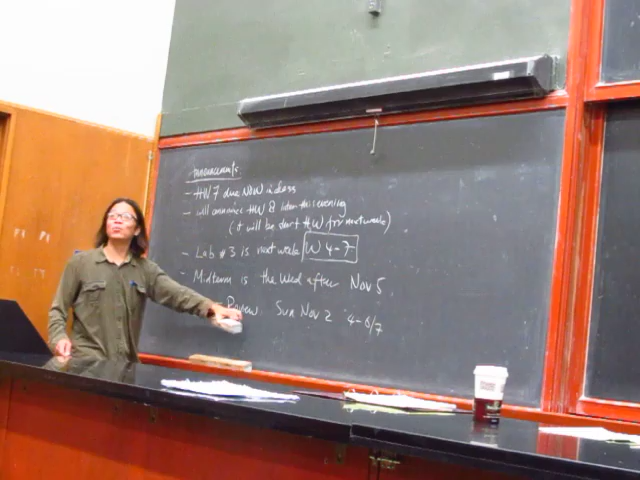 Announcements:
- HW 7 due NOW in class
- will announce HW 8 later this evening
(it will be short HW for next week)
- Lab #3 is next week W 4-7
- Midterm is the Wed after Nov 5
Review: Sun Nov 2 4-6/7